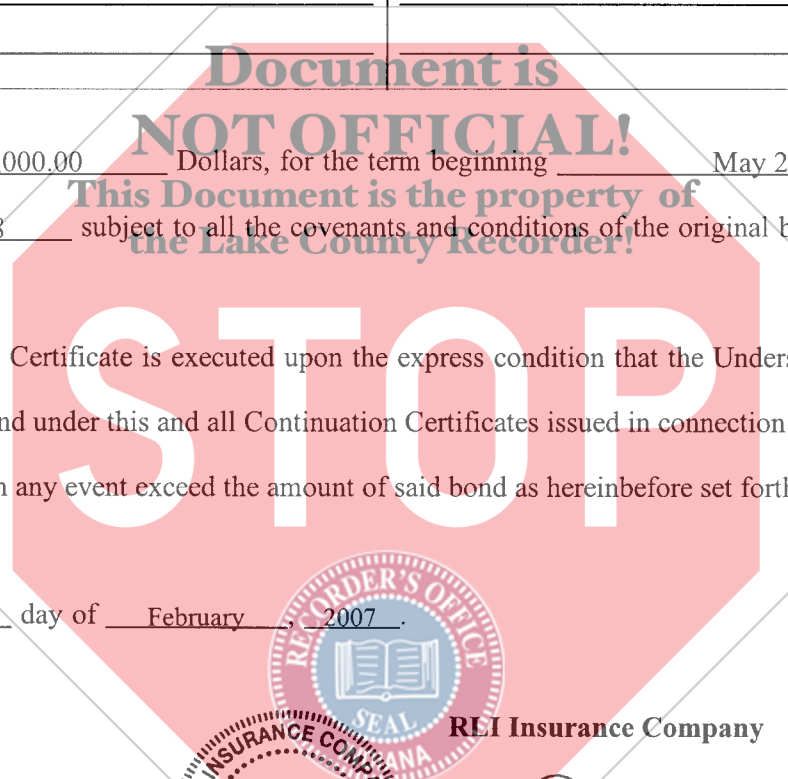 Document is
NOT OFFICIAL!
,000.00 Dollars, for the term beginning May 2
This Document is the property of
subject to all the covenants and conditions of the original
the Lake County Recorder!
STOP
Certificate is executed upon the express condition that the Unders
nd under this and all Continuation Certificates issued in connection
n any event exceed the amount of said bond as hereinbefore set forth
RECORDER'S OFFICE
day of February, 2007.
SEAL
RLI Insurance Company
INSURANCE COMPA
ANA